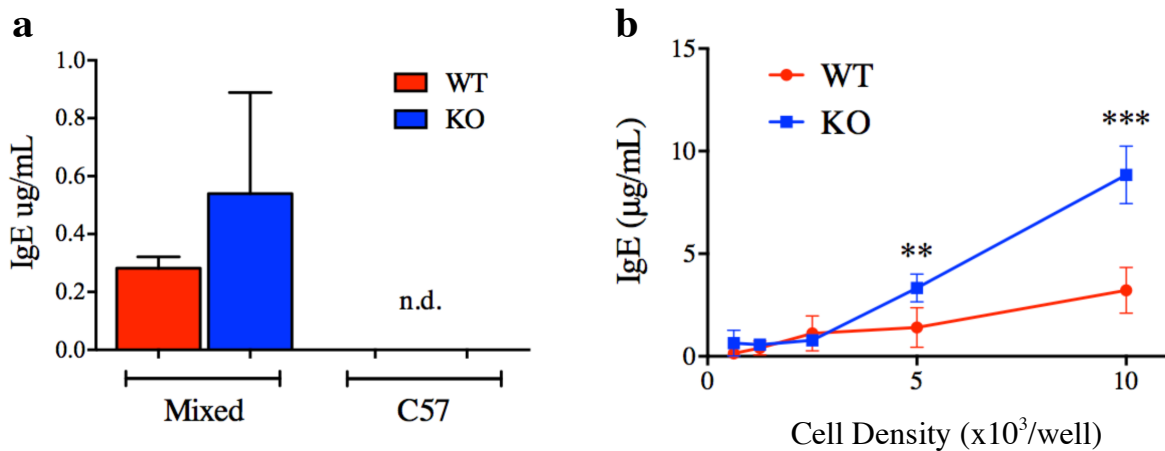 a
IgE ug/mL
1.0
0.8
0.6
0.4
0.2
0.0
WT
KO
n.d.
Mixed
C57
b
IgE (µg/mL)
15
10
5
0
WT
KO
**
***
0
5
10
Cell Density (x10³/well)